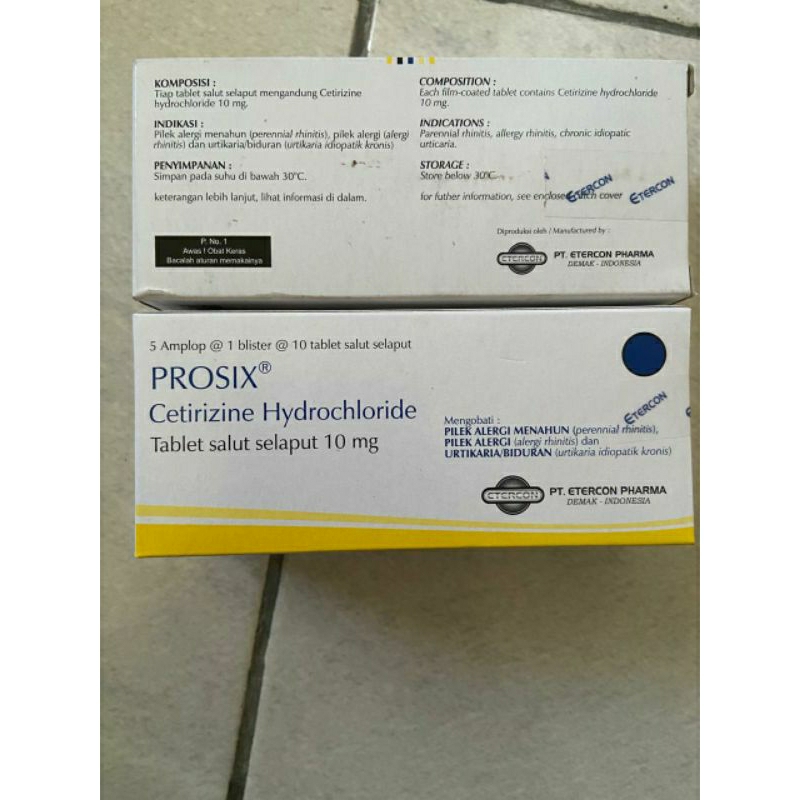 KOMPOSISI :
Tiap tablet salut selaput mengandung Cetirizine
hydrochloride 10 mg.
INDIKASI :
Pilek alergi menahun (perennial rhinitis), pilek alergi (alergi
rhinitis) dan urtikaria/biduran (urtikaria idiopatik kronis)
PENYIMPANAN :
Simpan pada suhu di bawah 30°C.
keterangan lebih lanjut, lihat informasi di dalam.
P. No. 1
Awas ! Obat Keras
Bacalah aturan memakainya
COMPOSITION :
Each film-coated tablet contains Cetirizine hydrochloride
10 mg.
INDICATIONS :
Parennial rhinitis, allergy rhinitis, chronic idiopatic
urticaria.
STORAGE :
Store below 30°C
for futher information, see enclosed cover
ETERCON
ETERCON
Diproduksi oleh / Manufactured by :
ETERCON
PT. ETERCON PHARMA
DEMAK - INDONESIA
5 Amplop @ 1 blister @ 10 tablet salut selaput
PROSIX®
Cetirizine Hydrochloride
Tablet salut selaput 10 mg
ETERCON
Mengobati :
PILEK ALERGI MENAHUN (perennial rhinitis),
PILEK ALERGI (alergi rhinitis) dan
URTIKARIA/BIDURAN (urtikaria idiopatik kronis)
ETERCON
PT. ETERCON PHARMA
DEMAK - INDONESIA